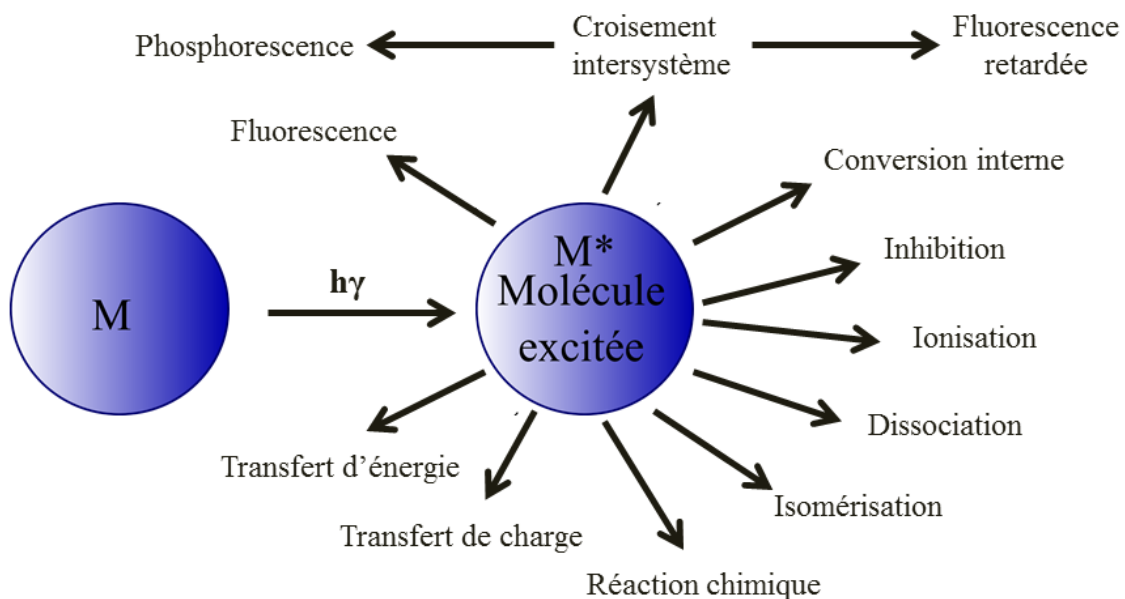 Phosphorescence
Croisement
intersystème
Fluorescence
retardée
Fluorescence
Conversion interne
M
hγ
M*
Molécule
excitée
Inhibition
Ionisation
Dissociation
Transfert d’énergie
Isomérisation
Transfert de charge
Réaction chimique